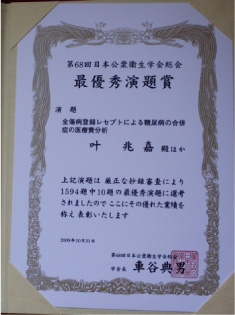 第68回日本公衆衛生学会総会
最優秀演題賞
演 題
全傷病登録レセプトによる糖尿病の合併
症の医療費分析
叶 兆嘉 殿ほか
上記演題は 厳正な抄録審査により
1594題中10題の最優秀演題に選考
されましたので ここにその優れた業績を
称え 表彰いたします
2009年10月21日
第68回日本公衆衛生学会総会
学会長 車谷典男